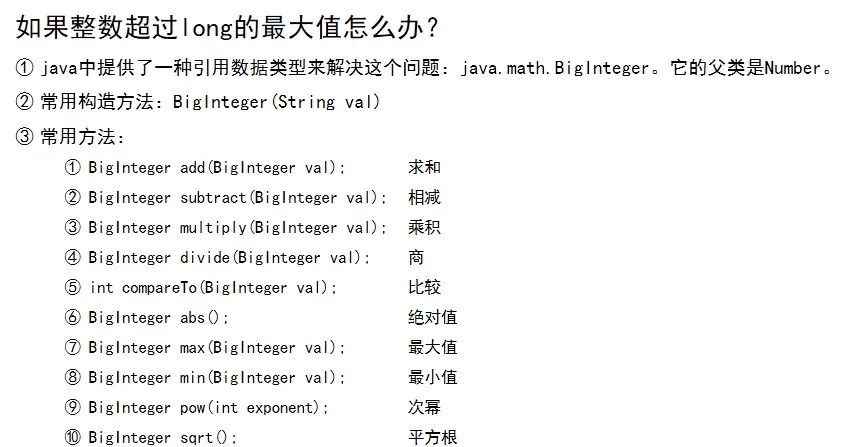 如果整数超过long的最大值怎么办？
① java中提供了一种引用数据类型来解决这个问题：java.math.BigInteger。它的父类是Number。
② 常用构造方法：BigInteger(String val)
③ 常用方法：
① BigInteger add(BigInteger val); 求和
② BigInteger subtract(BigInteger val); 相减
③ BigInteger multiply(BigInteger val); 乘积
④ BigInteger divide(BigInteger val); 商
⑤ int compareTo(BigInteger val); 比较
⑥ BigInteger abs(); 绝对值
⑦ BigInteger max(BigInteger val); 最大值
⑧ BigInteger min(BigInteger val); 最小值
⑨ BigInteger pow(int exponent); 次幂
⑩ BigInteger sqrt(); 平方根